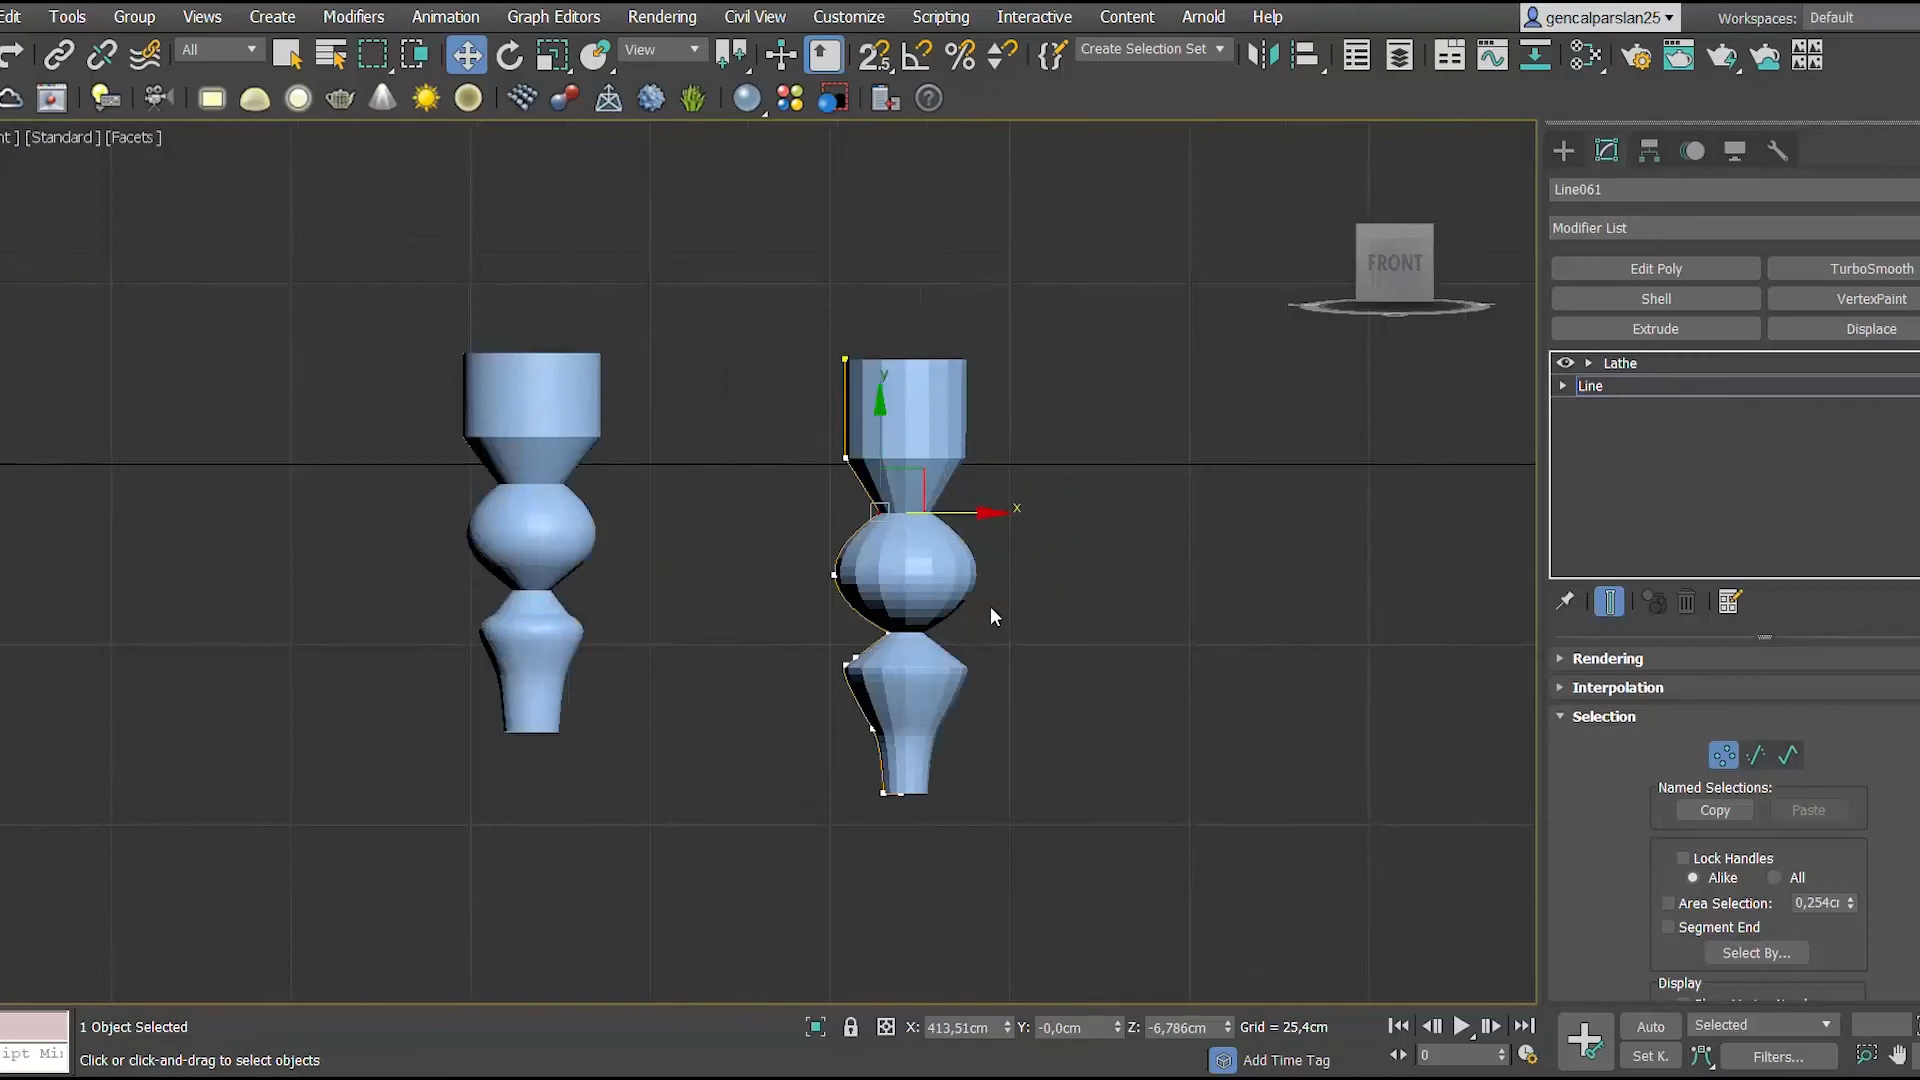 Edit Tools Group Views Create Modifiers Animation Graph Editors Rendering Civil View Customize Scripting Interactive Content Arnold Help
gencalparslan25 Workspaces: Default
All View Create Selection Set
[Standard ] [Facets ]
FRONT
y
x
Line061
Modifier List
Edit Poly TurboSmooth
Shell VertexPaint
Extrude Displace
Lathe
Line
Rendering
Interpolation
Selection
Named Selections:
Copy Paste
Lock Handles
Alike All
Area Selection: 0,254cm
Segment End
Select By...
Display
1 Object Selected X: 413,51cm Y: -0,0cm Z: -6,786cm Grid = 25,4cm Auto Selected
Click or click-and-drag to select objects Add Time Tag 0 Set K. Filters...